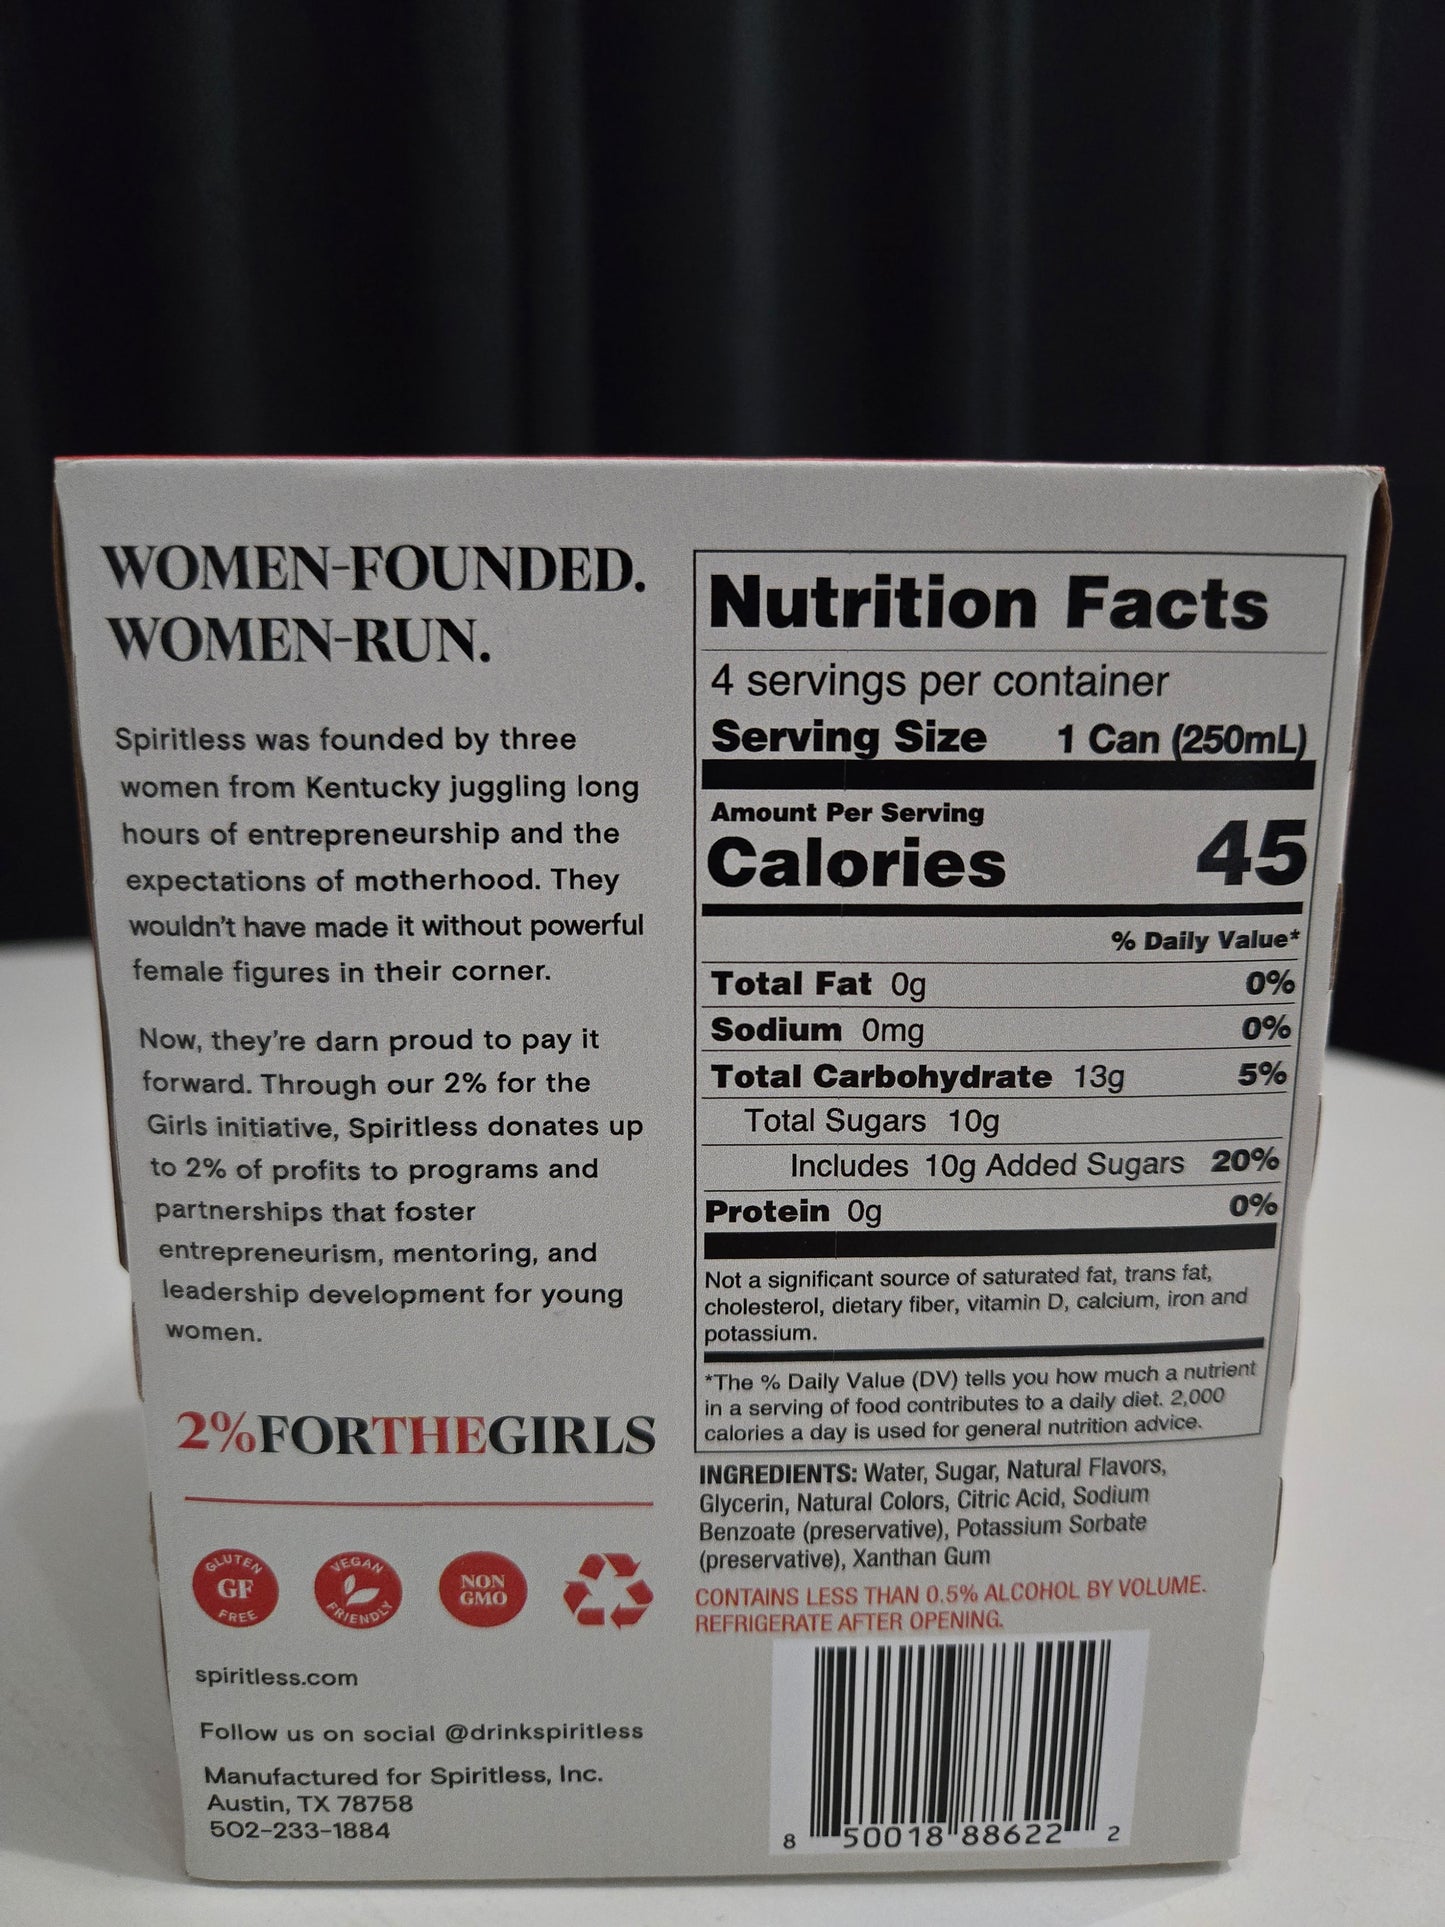 WOMEN-FOUNDED.
WOMEN-RUN.
Spiritless was founded by three
women from Kentucky juggling long
hours of entrepreneurship and the
expectations of motherhood. They
wouldn't have made it without powerful
female figures in their corner.
Now, they're darn proud to pay it
forward. Through our 2% for the
Girls initiative, Spiritless donates up
to 2% of profits to programs and
partnerships that foster
entrepreneurism, mentoring, and
leadership development for young
women.
2%FORTHEGIRLS
GLUTEN
GF
FREE
VEGAN
FRIENDLY
NON
GMO
spiritless.com
Follow us on social @drinkspiritless
Manufactured for Spiritless, Inc.
Austin, TX 78758
502-233-1884
Nutrition Facts
4 servings per container
Serving Size 1 Can (250mL)
Amount Per Serving
Calories 45
% Daily Value*
Total Fat 0g 0%
Sodium 0mg 0%
Total Carbohydrate 13g 5%
Total Sugars 10g
Includes 10g Added Sugars 20%
Protein 0g 0%
Not a significant source of saturated fat, trans fat,
cholesterol, dietary fiber, vitamin D, calcium, iron and
potassium.
*The % Daily Value (DV) tells you how much a nutrient
in a serving of food contributes to a daily diet. 2,000
calories a day is used for general nutrition advice.
INGREDIENTS: Water, Sugar, Natural Flavors,
Glycerin, Natural Colors, Citric Acid, Sodium
Benzoate (preservative), Potassium Sorbate
(preservative), Xanthan Gum
CONTAINS LESS THAN 0.5% ALCOHOL BY VOLUME.
REFRIGERATE AFTER OPENING.
8 50018 88622 2